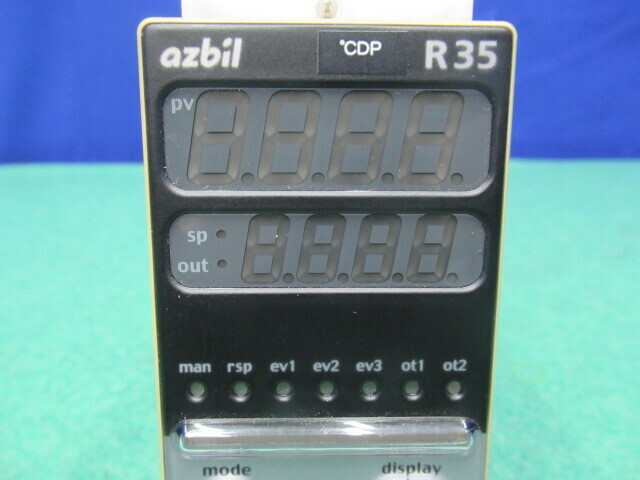 azbil °CDP R35
pv
sp
out
man rsp ev1 ev2 ev3 ot1 ot2
mode display